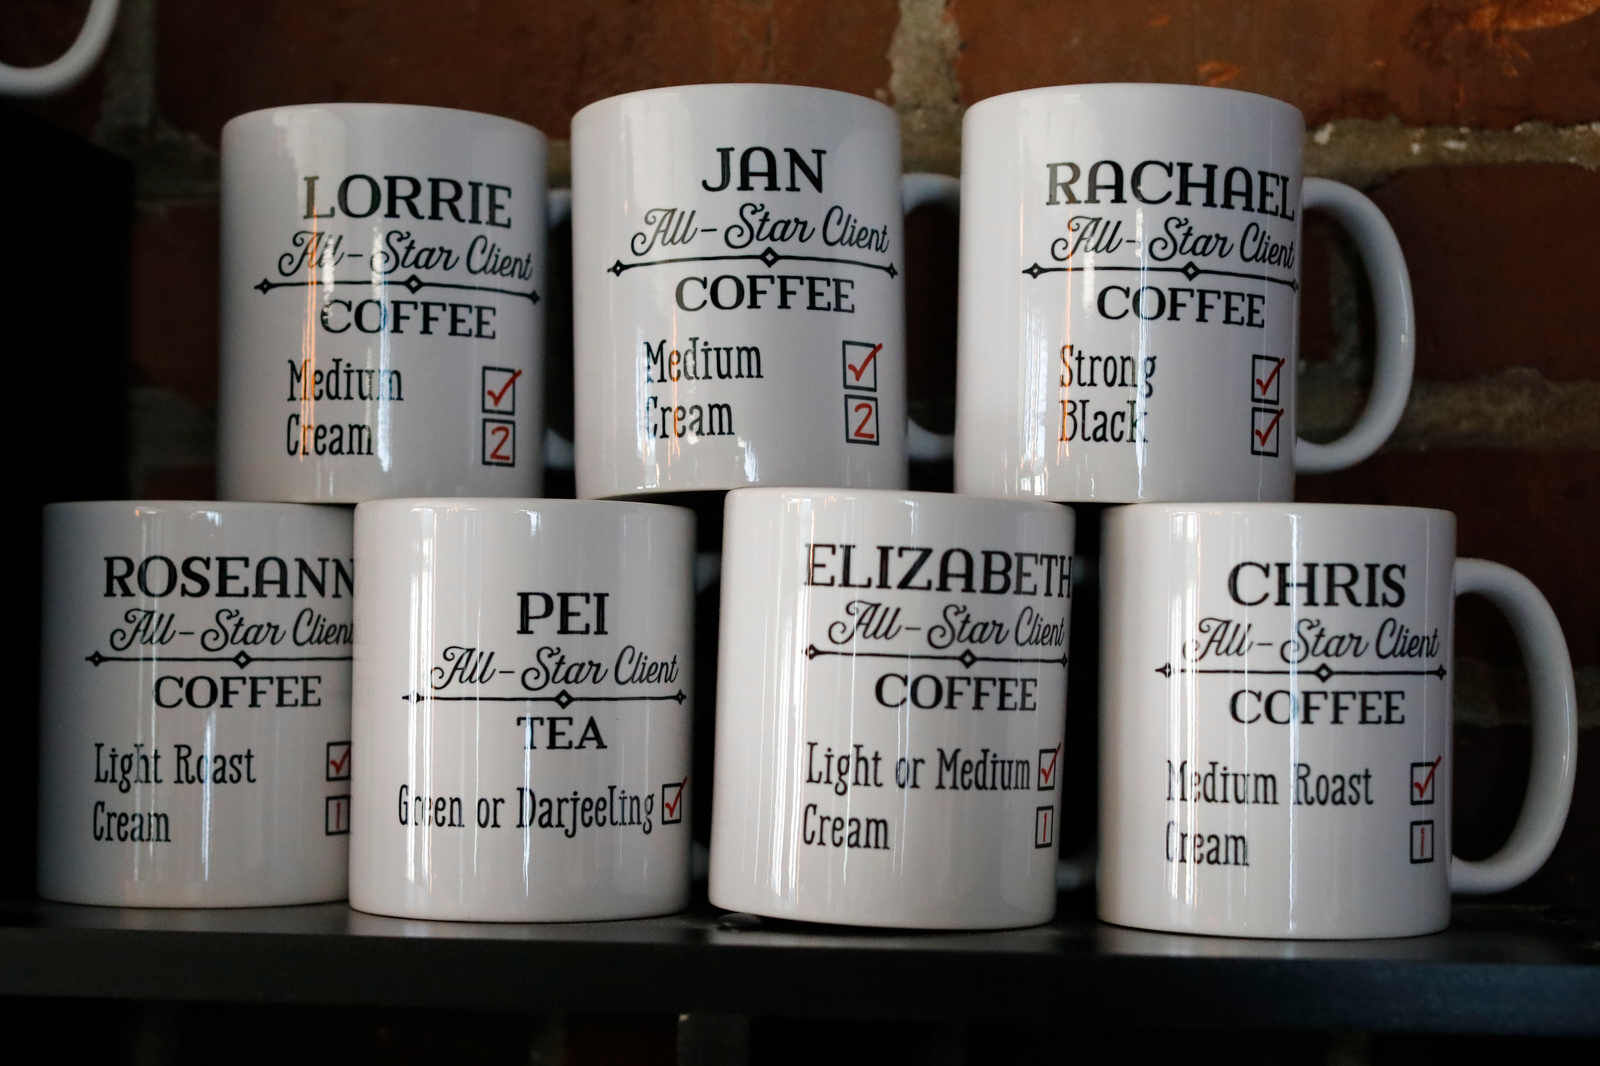 LORRIE
All-Star Client
COFFEE
Medium
Cream 2
JAN
All-Star Client
COFFEE
Medium
Cream 2
RACHAEL
All-Star Client
COFFEE
Strong
Black
ROSEANN
All-Star Client
COFFEE
Light Roast
Cream 1
PEI
All-Star Client
TEA
Green or Darjeeling
ELIZABETH
All-Star Client
COFFEE
Light or Medium
Cream 1
CHRIS
All-Star Client
COFFEE
Medium Roast
Cream 1